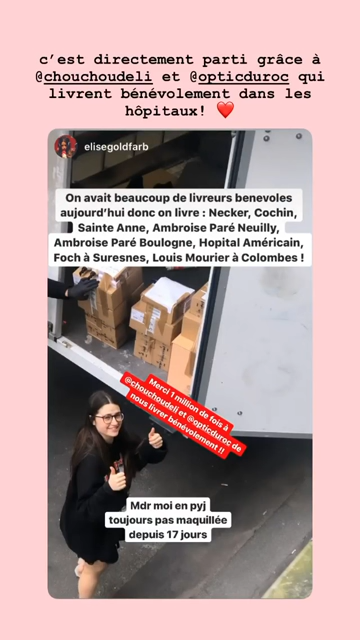 c’est directement parti grâce à
@chouchoudeli et @opticduroc qui
livrent bénévolement dans les
hôpitaux! ❤️
elisegoldfarb
On avait beaucoup de livreurs benevoles
aujourd’hui donc on livre : Necker, Cochin,
Sainte Anne, Ambroise Paré Neuilly,
Ambroise Paré Boulogne, Hopital Américain,
Foch à Suresnes, Louis Mourier à Colombes !
Merci 1 million de fois à
@chouchoudeli et @opticduroc de
nous livrer bénévolement !!
Mdr moi en pyj
toujours pas maquillée
depuis 17 jours